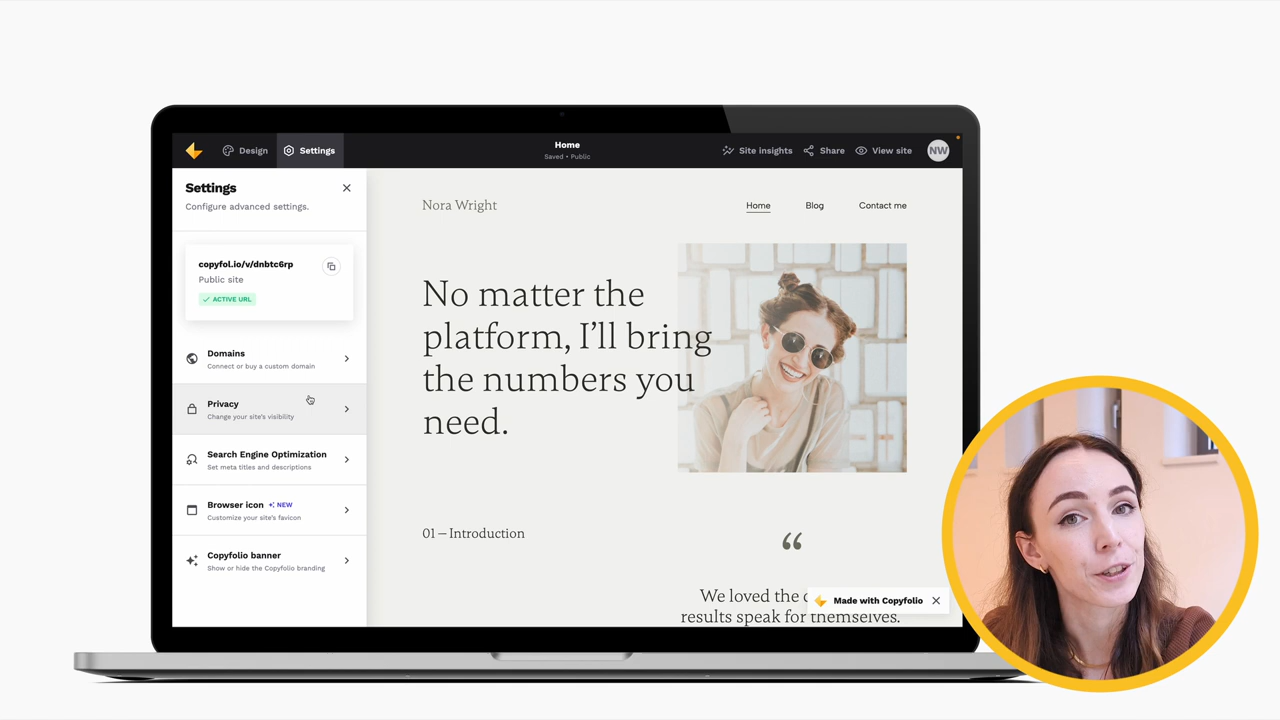 Design
Settings
Home
Saved • Public
Site insights
Share
View site
NW
Settings
Configure advanced settings.
copyfol.io/v/dnbtc6rp
Public site
ACTIVE URL
Domains
Connect or buy a custom domain
Privacy
Change your site's visibility
Search Engine Optimization
Set meta titles and descriptions
Browser icon NEW
Customize your site's favicon
Copyfolio banner
Show or hide the Copyfolio branding
Nora Wright
Home
Blog
Contact me
No matter the
platform, I'll bring
the numbers you
need.
01 — Introduction
“
We loved the
results speak for themselves.
Made with Copyfolio